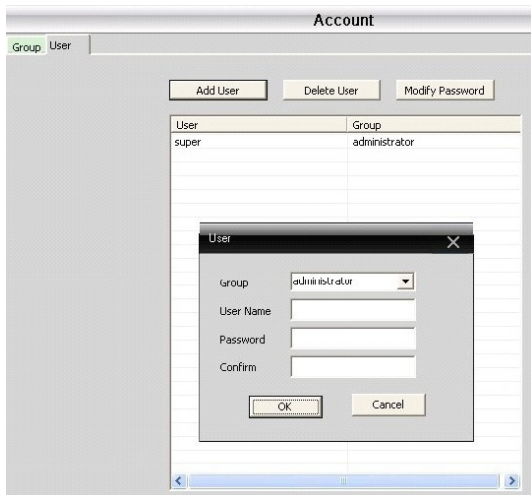 Account
Group User
Add User Delete User Modify Password
User Group
super administrator
User
Group administrator
User Name
Password
Confirm
OK Cancel